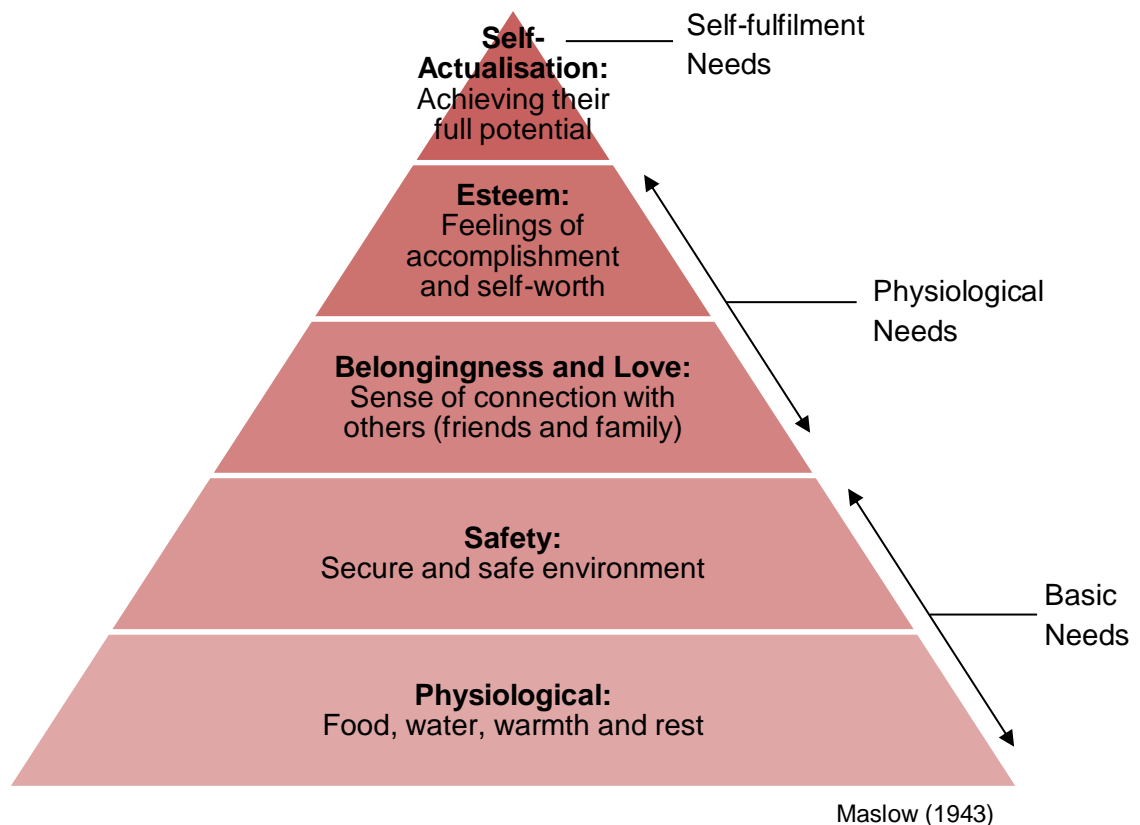 Self-
Actualisation:
Achieving their
full potential
Self-fulfilment
Needs
Esteem:
Feelings of
accomplishment
and self-worth
Physiological
Needs
Belongingness and Love:
Sense of connection with
others (friends and family)
Safety:
Secure and safe environment
Basic
Needs
Physiological:
Food, water, warmth and rest
Maslow (1943)